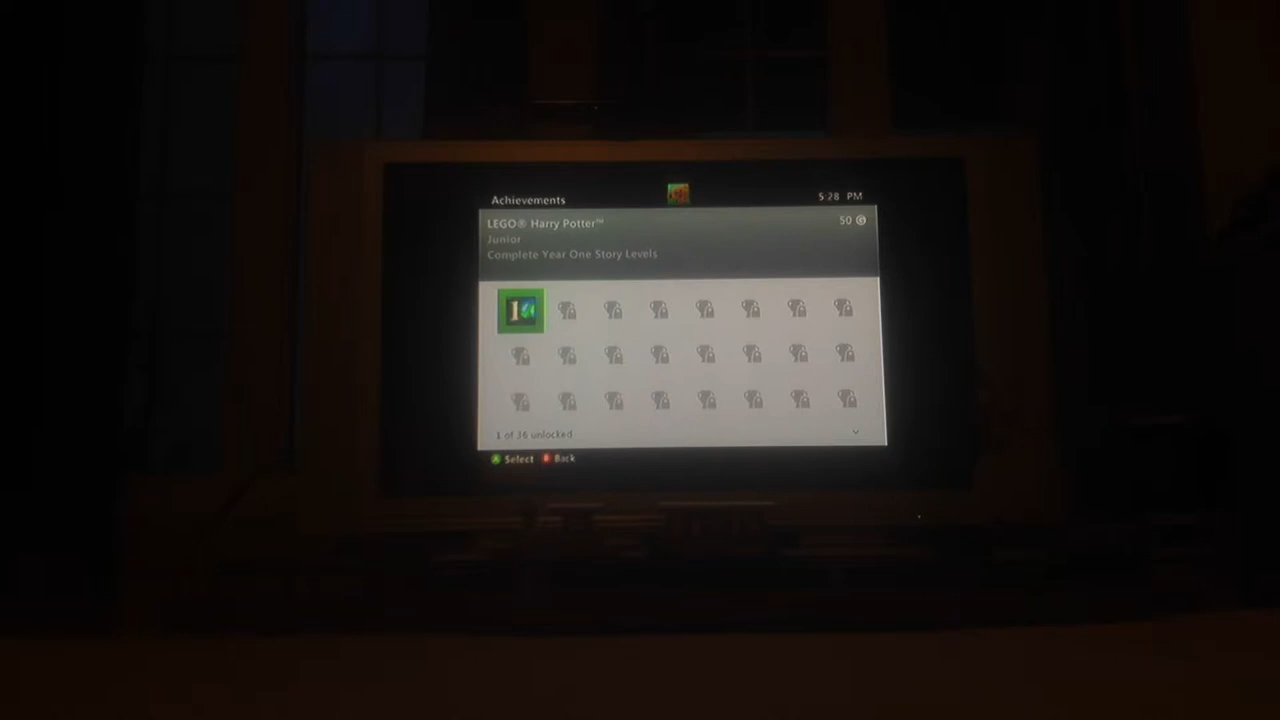 Achievements
5:28 PM
LEGO® Harry Potter™
50 G
Junior
Complete Year One Story Levels
1
1 of 36 unlocked
A Select B Back